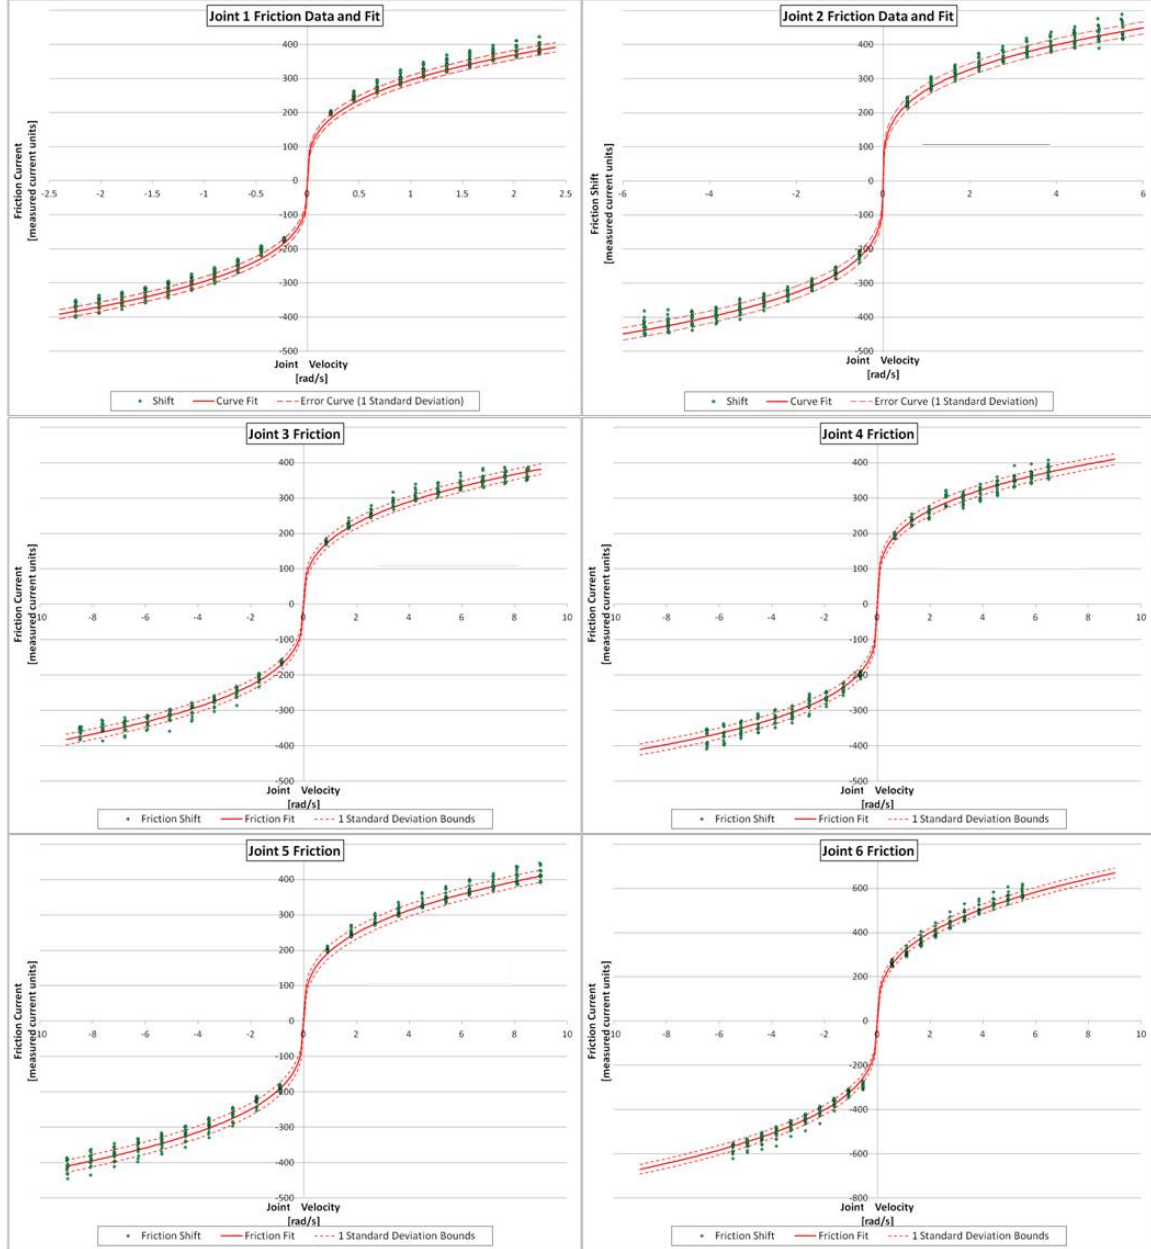 Joint 1 Friction Data and Fit
400
300
200
100
0
-2.5 -2 -1.5 -1 -0.5 0 0.5 1 1.5 2 2.5
-100
-200
-300
-400
-500
Friction Current
[measured current units]
Joint Velocity
[rad/s]
Shift Curve Fit Error Curve (1 Standard Deviation)
Joint 2 Friction Data and Fit
400
300
200
100
0
-6 -4 -2 0 2 4 6
-100
-200
-300
-400
-500
Friction Shift
[measured current units]
Joint Velocity
[rad/s]
Shift Curve Fit Error Curve (1 Standard Deviation)
Joint 3 Friction
400
300
200
100
0
10 -8 -6 -4 -2 0 2 4 6 8 10
-100
-200
-300
-400
-500
Friction Current
[measured current units]
Joint Velocity
[rad/s]
Friction Shift Friction Fit 1 Standard Deviation Bounds
Joint 4 Friction
400
300
200
100
0
10 -8 -6 -4 -2 0 2 4 6 8 10
-100
-200
-300
-400
-500
Friction Current
[measured current units]
Joint Velocity
[rad/s]
Friction Shift Friction Fit 1 Standard Deviation Bounds
Joint 5 Friction
400
300
200
100
0
10 -8 -6 -4 -2 0 2 4 6 8 10
-100
-200
-300
-400
-500
Friction Current
[measured current units]
Joint Velocity
[rad/s]
Friction Shift Friction Fit 1 Standard Deviation Bounds
Joint 6 Friction
600
400
200
0
10 -8 -6 -4 -2 0 2 4 6 8 10
-200
-400
-600
-800
Friction Current
[measured current units]
Joint Velocity
[rad/s]
Friction Shift Friction Fit 1 Standard Deviation Bounds